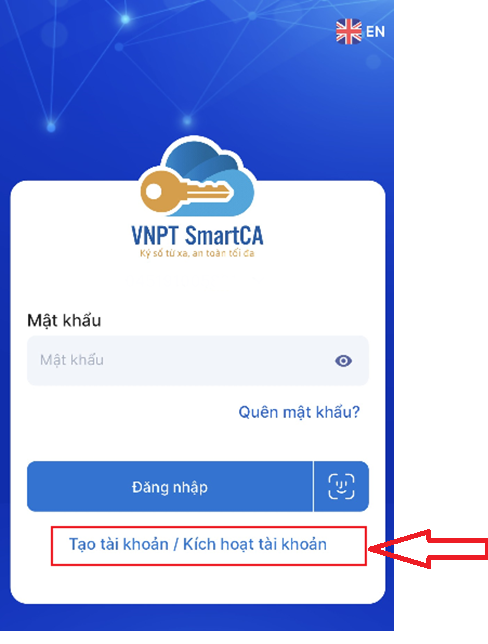 EN
VNPT SmartCA
Ký số từ xa, an toàn tối đa
Mật khẩu
Mật khẩu
Quên mật khẩu?
Đăng nhập
Tạo tài khoản / Kích hoạt tài khoản